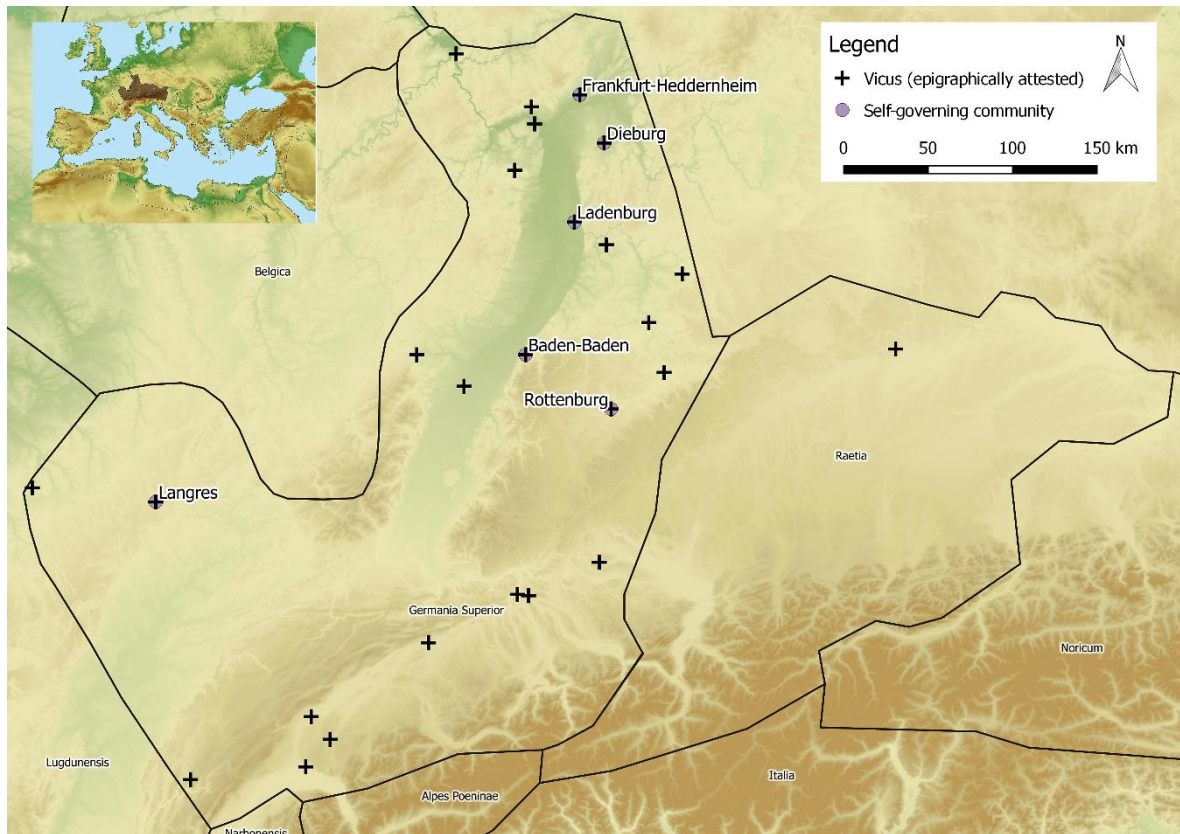 Legend
N
Vicus (epigraphically attested)
Self-governing community
0 50 100 150 km
Frankfurt-Heddernheim
Dieburg
Ladenburg
Belgica
Baden-Baden
Rottenburg
Raetia
Langres
Germania Superior
Noricum
Lugdunensis
Italia
Alpes Poeninae
Narbonensis